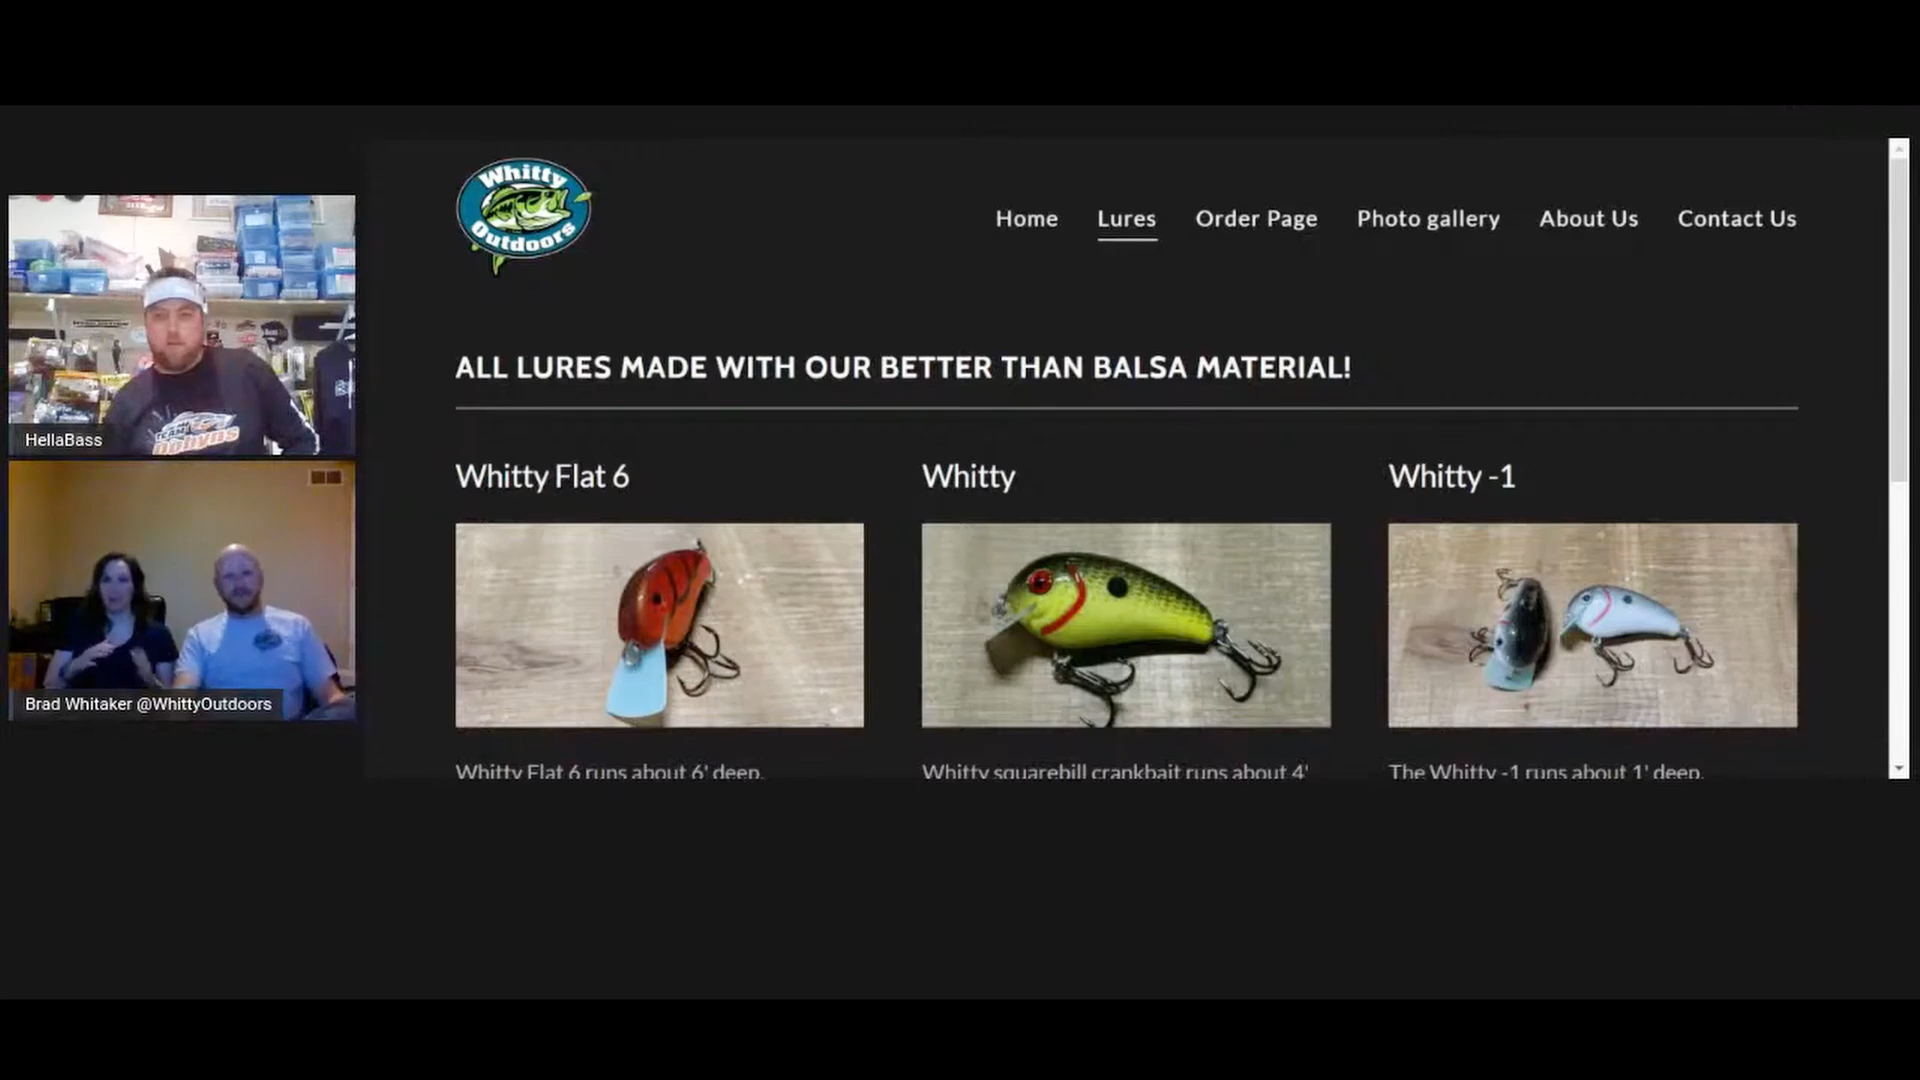 Whitty
Outdoors
Home
Lures
Order Page
Photo gallery
About Us
Contact Us
HellaBass
TEAM
Dobyns
Brad Whitaker @WhittyOutdoors
ALL LURES MADE WITH OUR BETTER THAN BALSA MATERIAL!
Whitty Flat 6
Whitty
Whitty -1
Whitty Flat 6 runs about 6' deep.
Whitty squarebill crankbait runs about 4'
The Whitty -1 runs about 1' deep.